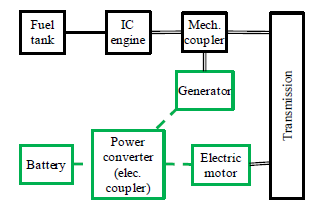 Fuel
tank
IC
engine
Mech.
coupler
Generator
Transmission
Battery
Power
converter
(elec.
coupler)
Electric
motor